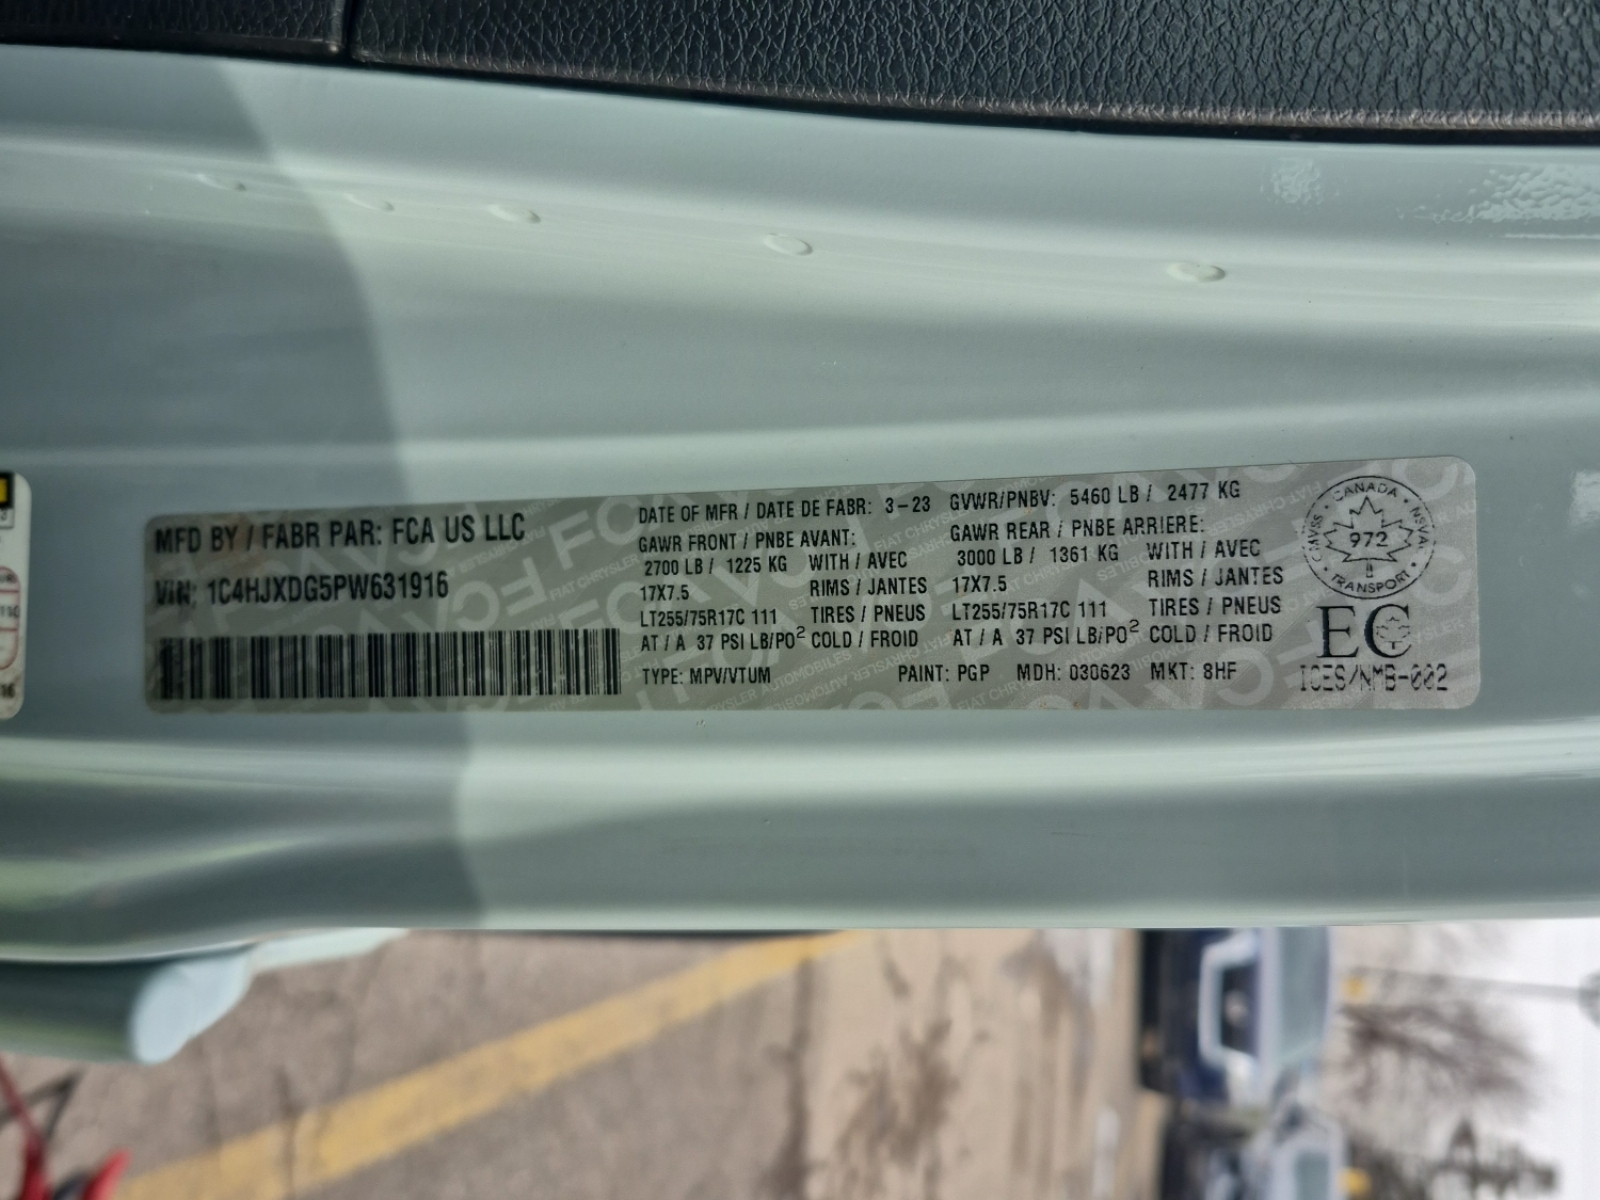 MFD BY / FABR PAR: FCA US LLC
VIN: 1C4HJXDG5PW631916
DATE OF MFR / DATE DE FABR: 3-23 GVWR/PNBV: 5460 LB / 2477 KG
GAWR FRONT / PNBE AVANT: GAWR REAR / PNBE ARRIERE:
2700 LB / 1225 KG WITH / AVEC 3000 LB / 1361 KG WITH / AVEC
17X7.5 RIMS / JANTES 17X7.5 RIMS / JANTES
LT255/75R17C 111 TIRES / PNEUS LT255/75R17C 111 TIRES / PNEUS
AT / A 37 PSI LB/PO² COLD / FROID AT / A 37 PSI LB/PO² COLD / FROID
TYPE: MPV/VTUM PAINT: PGP MDH: 030623 MKT: 8HF
CANADA
CMVSS 972 NSVAC
TRANSPORT
EC
ICES/NMB-002